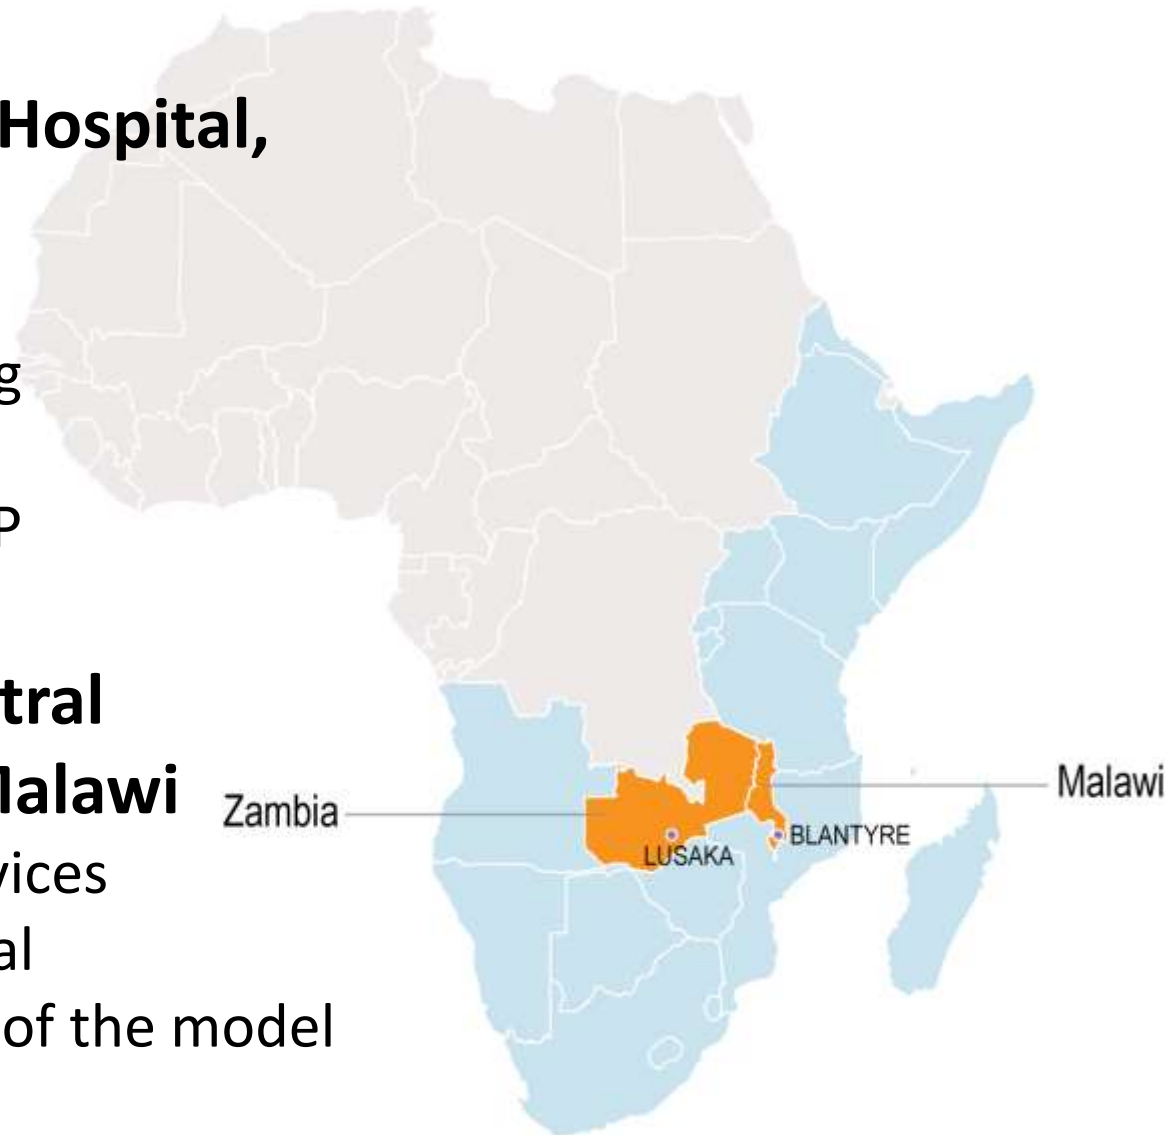 Hospital,
g
P
tral
Malawi
vices
al
of the model
Zambia
Malawi
LUSAKA
BLANTYRE